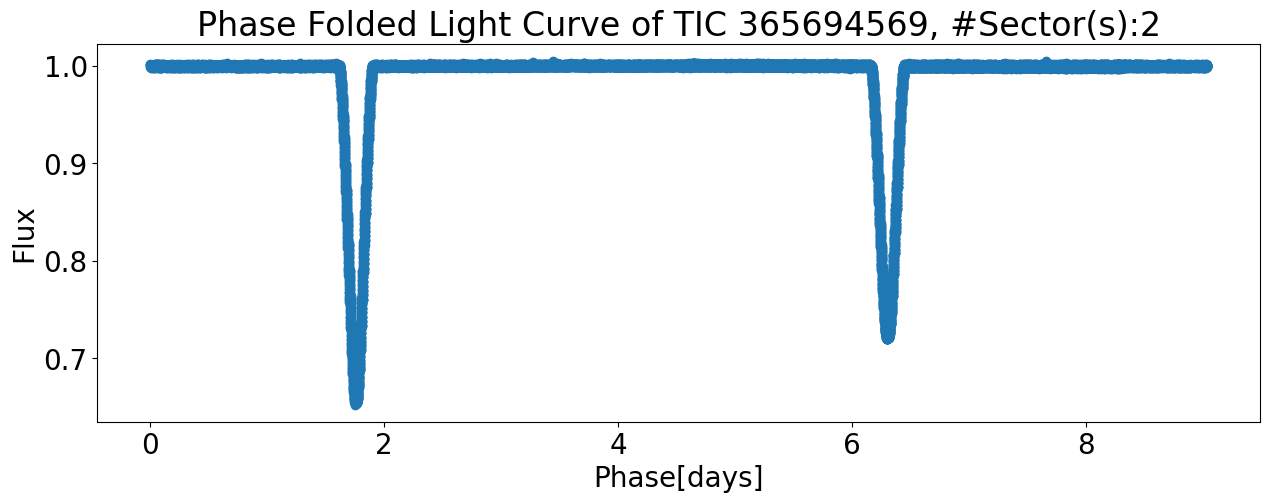 Phase Folded Light Curve of TIC 365694569, #Sector(s):2
1.0
0.9
0.8
0.7
Flux
0 2 4 6 8
Phase[days]